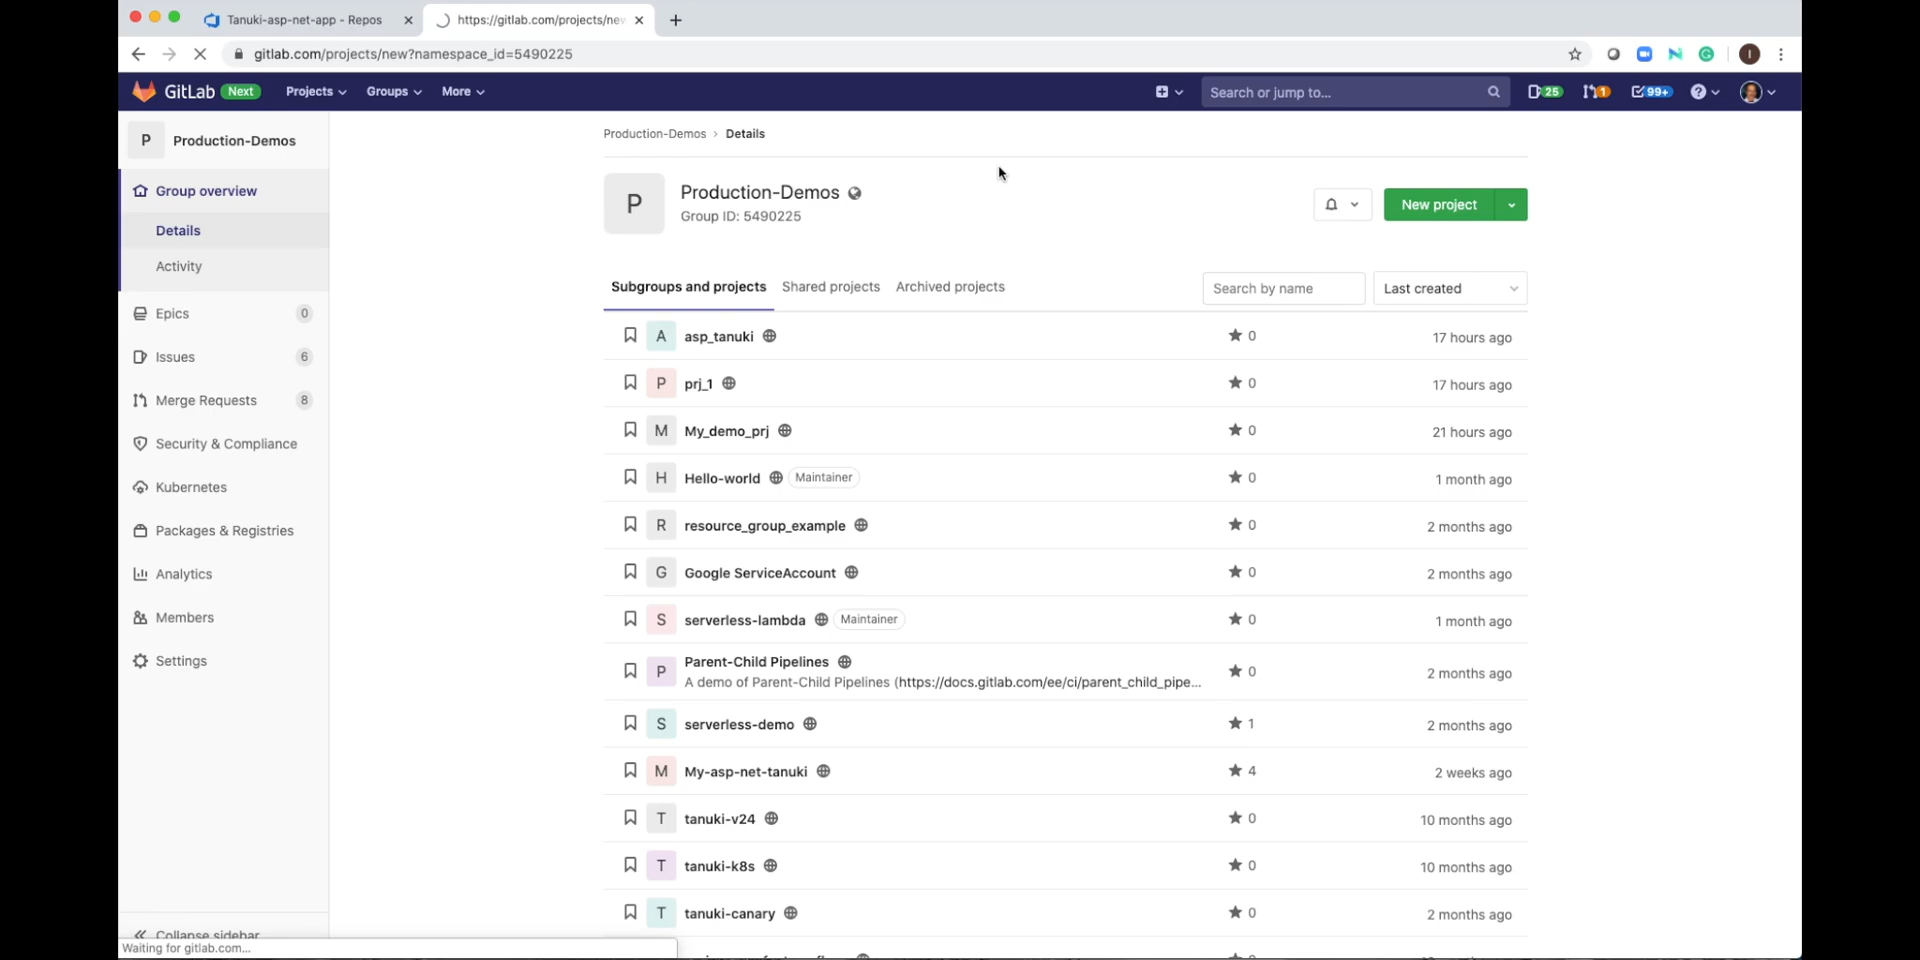 Tanuki-asp-net-app - Repos
https://gitlab.com/projects/new
gitlab.com/projects/new?namespace_id=5490225
GitLab Next Projects Groups More Search or jump to... 25 1 99+
P Production-Demos
Group overview
Details
Activity
Epics 0
Issues 6
Merge Requests 8
Security & Compliance
Kubernetes
Packages & Registries
Analytics
Members
Settings
Collapse sidebar
Waiting for gitlab.com...
Production-Demos › Details
P
Production-Demos
Group ID: 5490225
New project
Subgroups and projects Shared projects Archived projects Search by name Last created
A asp_tanuki 0 17 hours ago
P prj_1 0 17 hours ago
M My_demo_prj 0 21 hours ago
H Hello-world Maintainer 0 1 month ago
R resource_group_example 0 2 months ago
G Google ServiceAccount 0 2 months ago
S serverless-lambda Maintainer 0 1 month ago
P Parent-Child Pipelines 0 2 months ago
A demo of Parent-Child Pipelines (https://docs.gitlab.com/ee/ci/parent_child_pipe...
S serverless-demo 1 2 months ago
M My-asp-net-tanuki 4 2 weeks ago
T tanuki-v24 0 10 months ago
T tanuki-k8s 0 10 months ago
T tanuki-canary 0 2 months ago